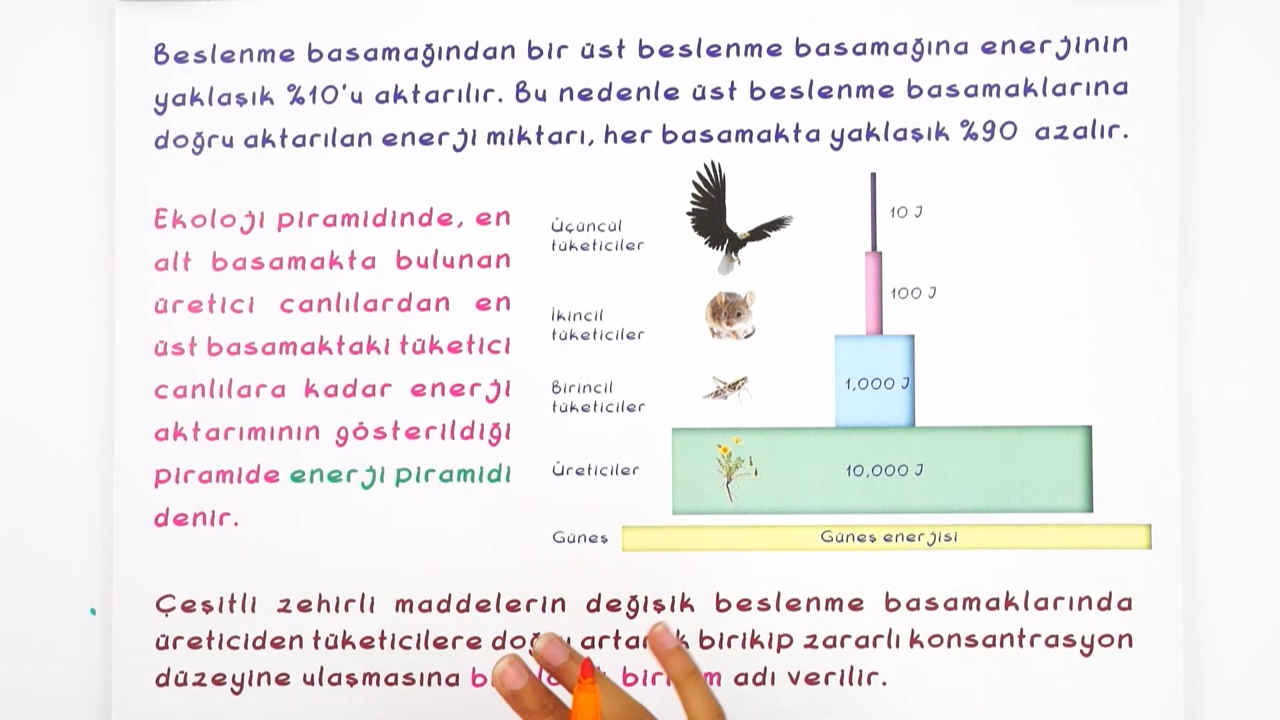 Beslenme basamağından bir üst beslenme basamağına enerjinin
yaklaşık %10'u aktarılır. Bu nedenle üst beslenme basamaklarına
doğru aktarılan enerji miktarı, her basamakta yaklaşık %90 azalır.
Ekoloji piramidinde, en
alt basamakta bulunan
üretici canlılardan en
üst basamaktaki tüketici
canlılara kadar enerji
aktarımının gösterildiği
piramide enerji piramidi
denir.
Üçüncül
tüketiciler
10 J
İkincil
tüketiciler
100 J
Birincil
tüketiciler
1,000 J
Üreticiler
10,000 J
Güneş
Güneş enerjisi
Çeşitli zehirli maddelerin değişik beslenme basamaklarında
üreticiden tüketicilere birikip zararlı konsantrasyon
düzeyine ulaşmasına adı verilir.